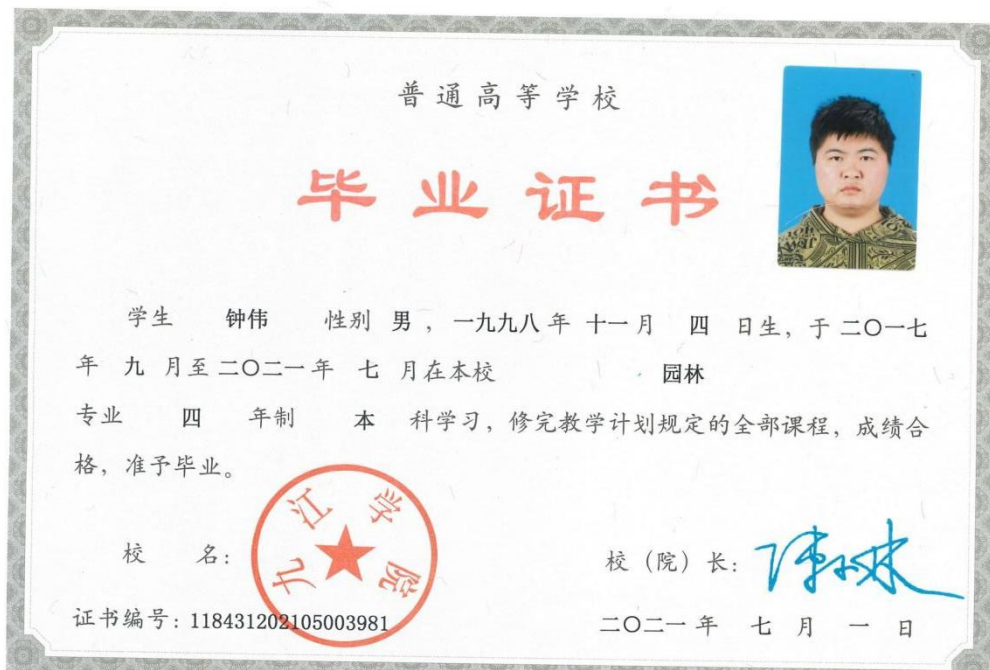 普通高等学校
毕业证书
学生 钟伟 性别 男，一九九八年 十一月 四 日生，于二〇一七
年 九 月至二〇二一年 七 月在本校 园林
专业 四 年制 本 科学习，修完教学计划规定的全部课程，成绩合
格，准予毕业。
九江学院
校 名：
校（院）长：
证书编号：118431202105003981
二〇二一年 七 月 一 日